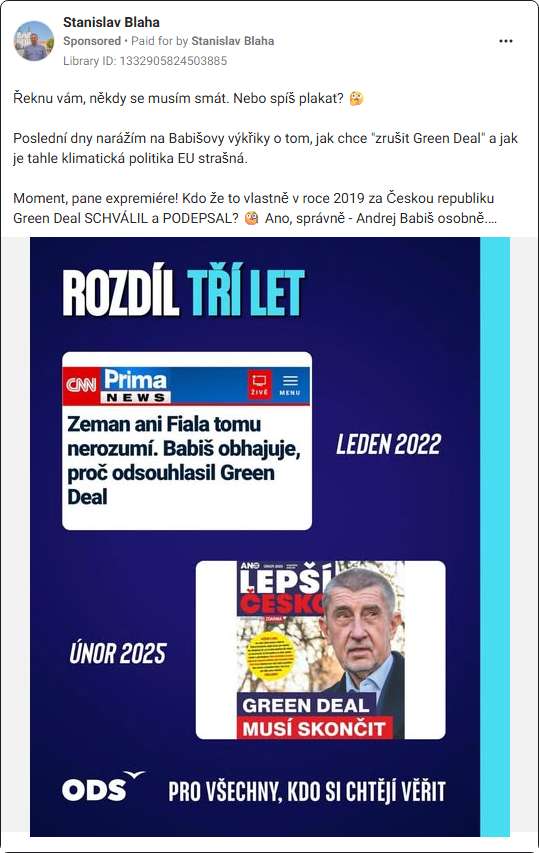 Stanislav Blaha
Sponsored • Paid for by Stanislav Blaha
Library ID: 1332905824503885
Řeknu vám, někdy se musím smát. Nebo spíš plakat? 🤔
Poslední dny narážím na Babišovy výkřiky o tom, jak chce "zrušit Green Deal" a jak
je tahle klimatická politika EU strašná.
Moment, pane expremiére! Kdo že to vlastně v roce 2019 za Českou republiku
Green Deal SCHVÁLIL a PODEPSAL? 🧐 Ano, správně - Andrej Babiš osobně....
ROZDÍL TŘÍ LET
CNN Prima NEWS
ŽIVĚ MENU
Zeman ani Fiala tomu
nerozumí. Babiš obhajuje,
proč odsouhlasil Green
Deal
LEDEN 2022
ANO ÚNOR 2025
LEPŠÍ
ČESKO
ZDARMA
ÚNOR 2025
GREEN DEAL
MUSÍ SKONČIT
ODS
PRO VŠECHNY, KDO SI CHTĚJÍ VĚŘIT